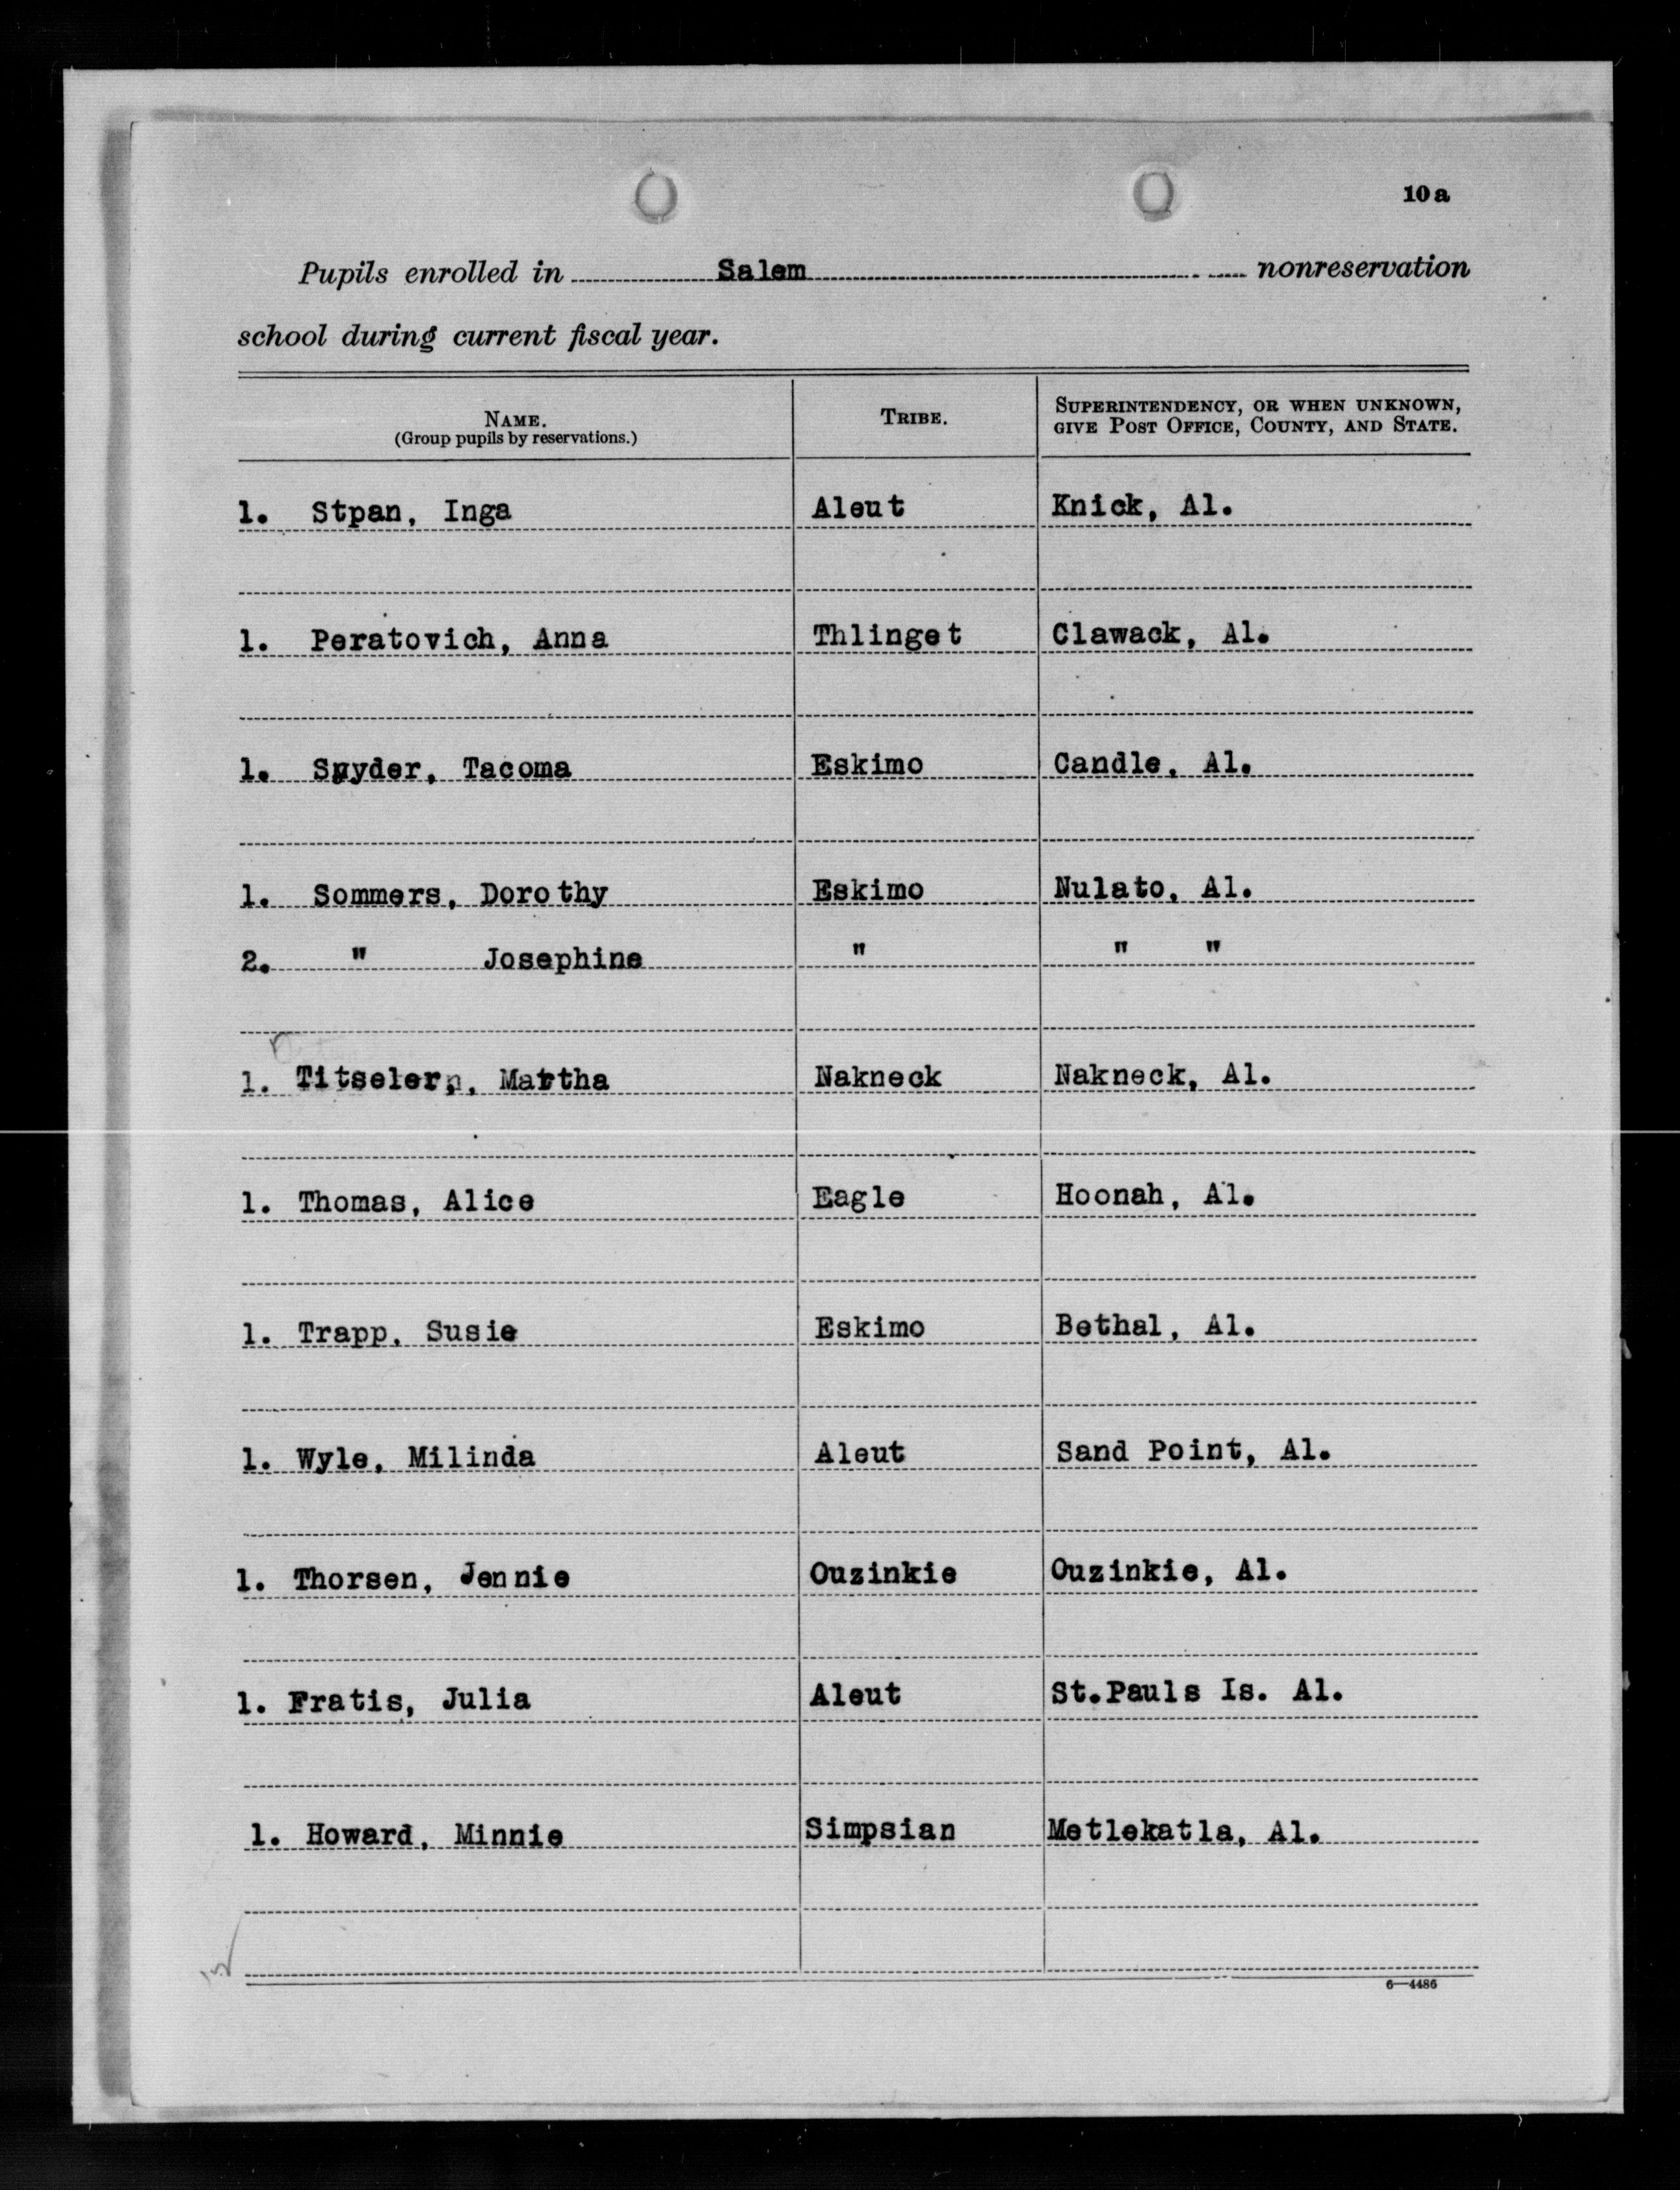 10 a
Pupils enrolled in Salem nonreservation
school during current fiscal year.
NAME. (Group pupils by reservations.) TRIBE. SUPERINTENDENCY, OR WHEN UNKNOWN, GIVE POST OFFICE, COUNTY, AND STATE.
1. Stpan, Inga Aleut Knick, Al.
1. Peratovich, Anna Thlinget Clawack, Al.
1. Snyder, Tacoma Eskimo Candle, Al.
1. Sommers, Dorothy Eskimo Nulato, Al.
2. " Josephine " " "
1. Titselern, Martha Nakneck Nakneck, Al.
1. Thomas, Alice Eagle Hoonah, Al.
1. Trapp, Susie Eskimo Bethal, Al.
1. Wyle, Milinda Aleut Sand Point, Al.
1. Thorsen, Jennie Ouzinkie Ouzinkie, Al.
1. Fratis, Julia Aleut St.Pauls Is. Al.
1. Howard, Minnie Simpsian Metlekatla, Al.
6—4486